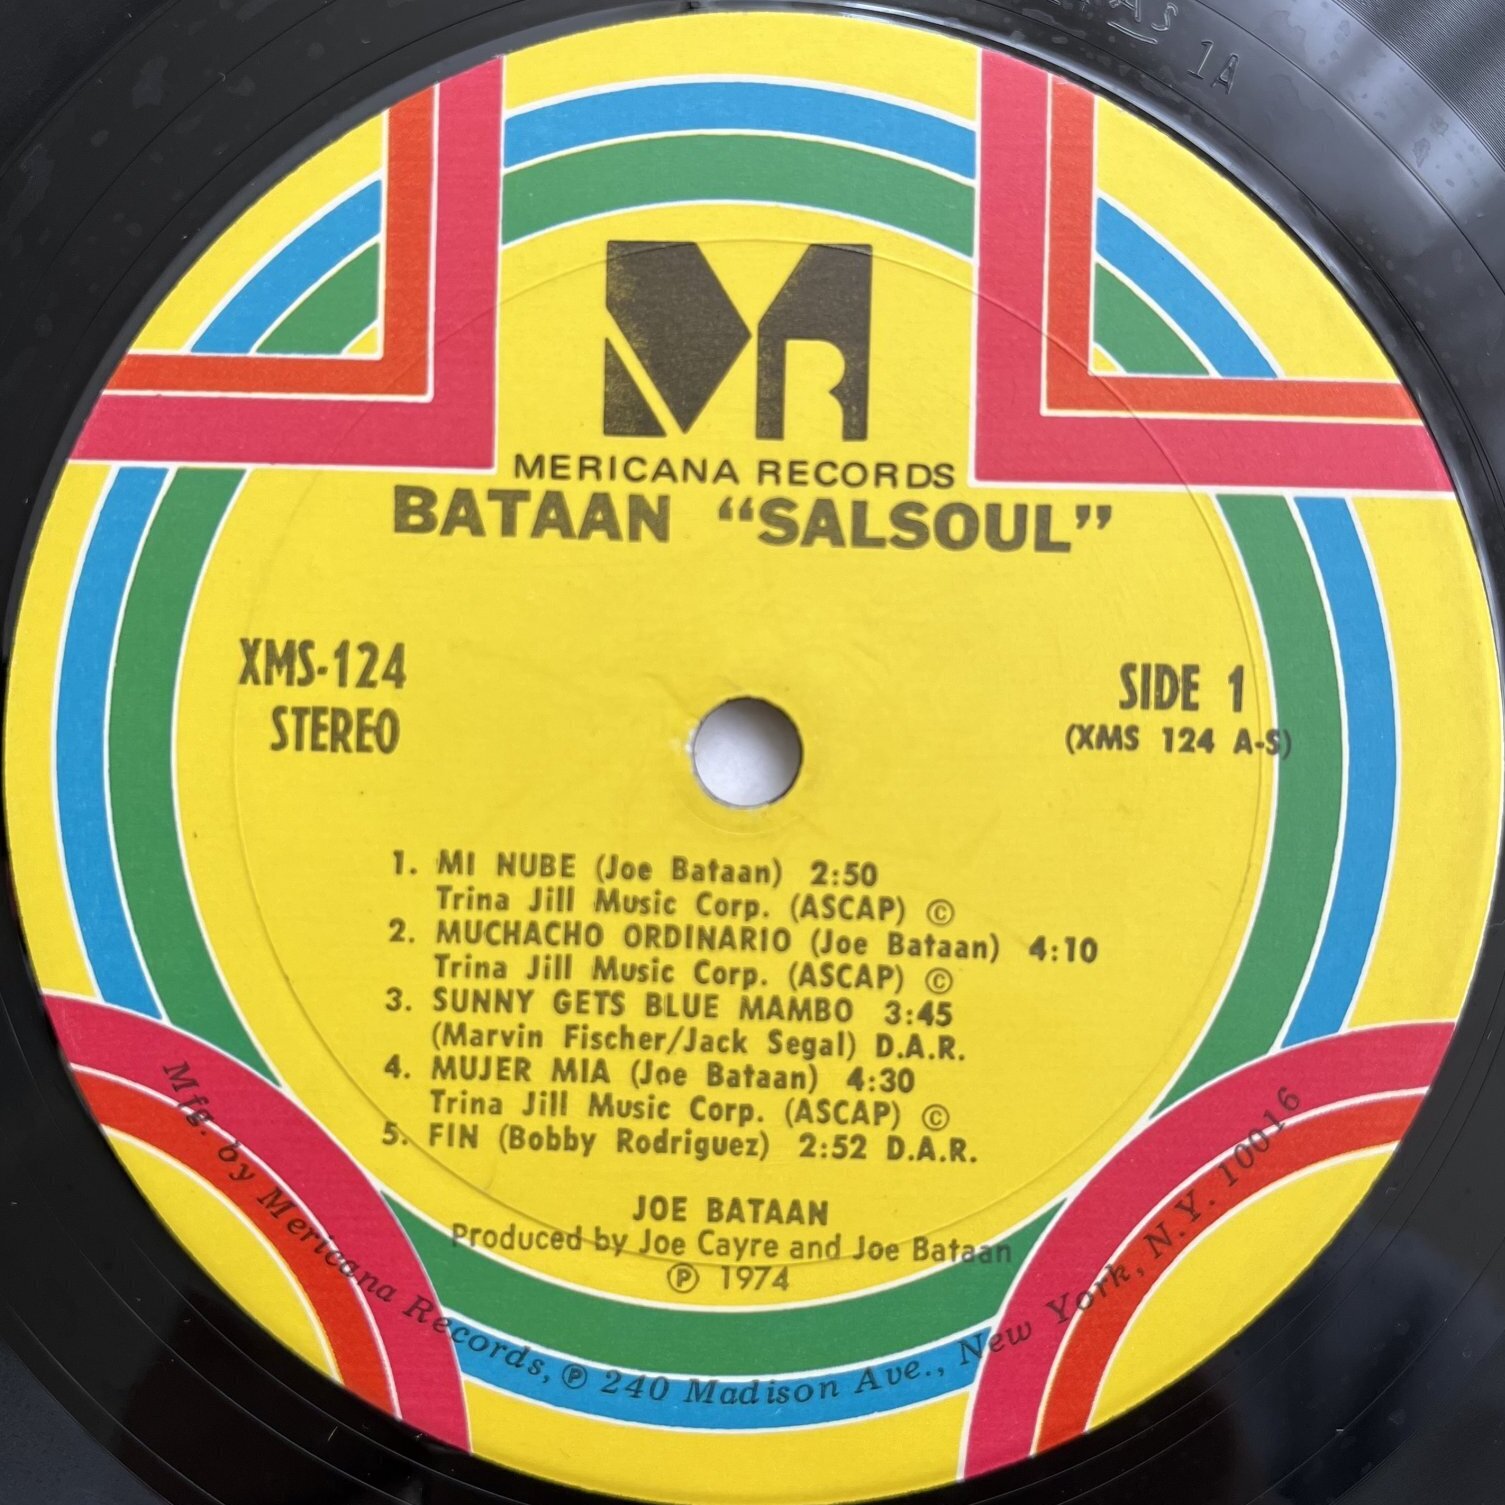 1A
MR
MERICANA RECORDS
BATAAN “SALSOUL”
XMS-124
STEREO
SIDE 1
(XMS 124 A-S)
1. MI NUBE (Joe Bataan) 2:50
Trina Jill Music Corp. (ASCAP) ©
2. MUCHACHO ORDINARIO (Joe Bataan) 4:10
Trina Jill Music Corp. (ASCAP) ©
3. SUNNY GETS BLUE MAMBO 3:45
(Marvin Fischer/Jack Segal) D.A.R.
4. MUJER MIA (Joe Bataan) 4:30
Trina Jill Music Corp. (ASCAP) ©
5. FIN (Bobby Rodriguez) 2:52 D.A.R.
JOE BATAAN
Produced by Joe Cayre and Joe Bataan
℗ 1974
Mfg. by Mericana Records, ℗ 240 Madison Ave., New York, N.Y. 10016